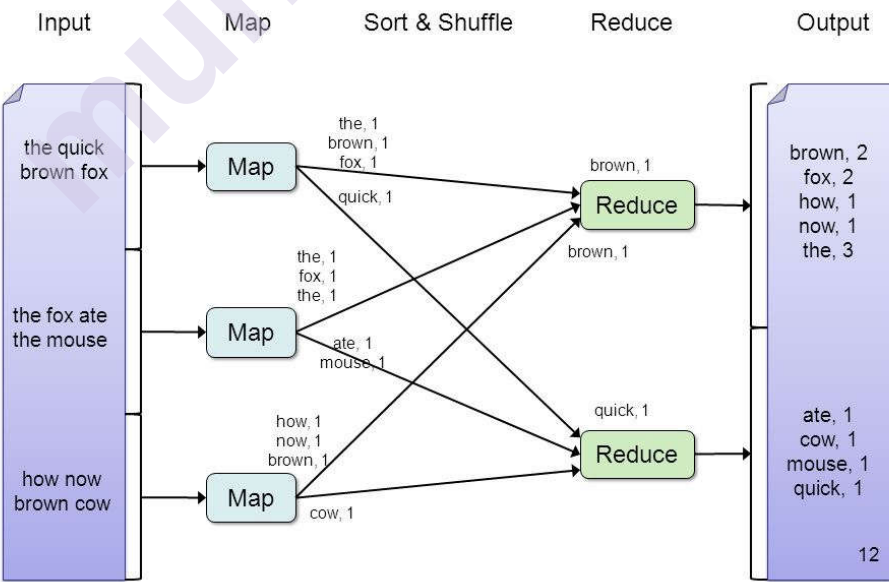 Input
Map
Sort & Shuffle
Reduce
Output
the quick
brown fox
the fox ate
the mouse
how now
brown cow
Map
Map
Map
the, 1
brown, 1
fox, 1
quick, 1
the, 1
fox, 1
the, 1
ate, 1
mouse, 1
how, 1
now, 1
brown, 1
cow, 1
brown, 1
Reduce
brown, 1
quick, 1
Reduce
brown, 2
fox, 2
how, 1
now, 1
the, 3
ate, 1
cow, 1
mouse, 1
quick, 1
12